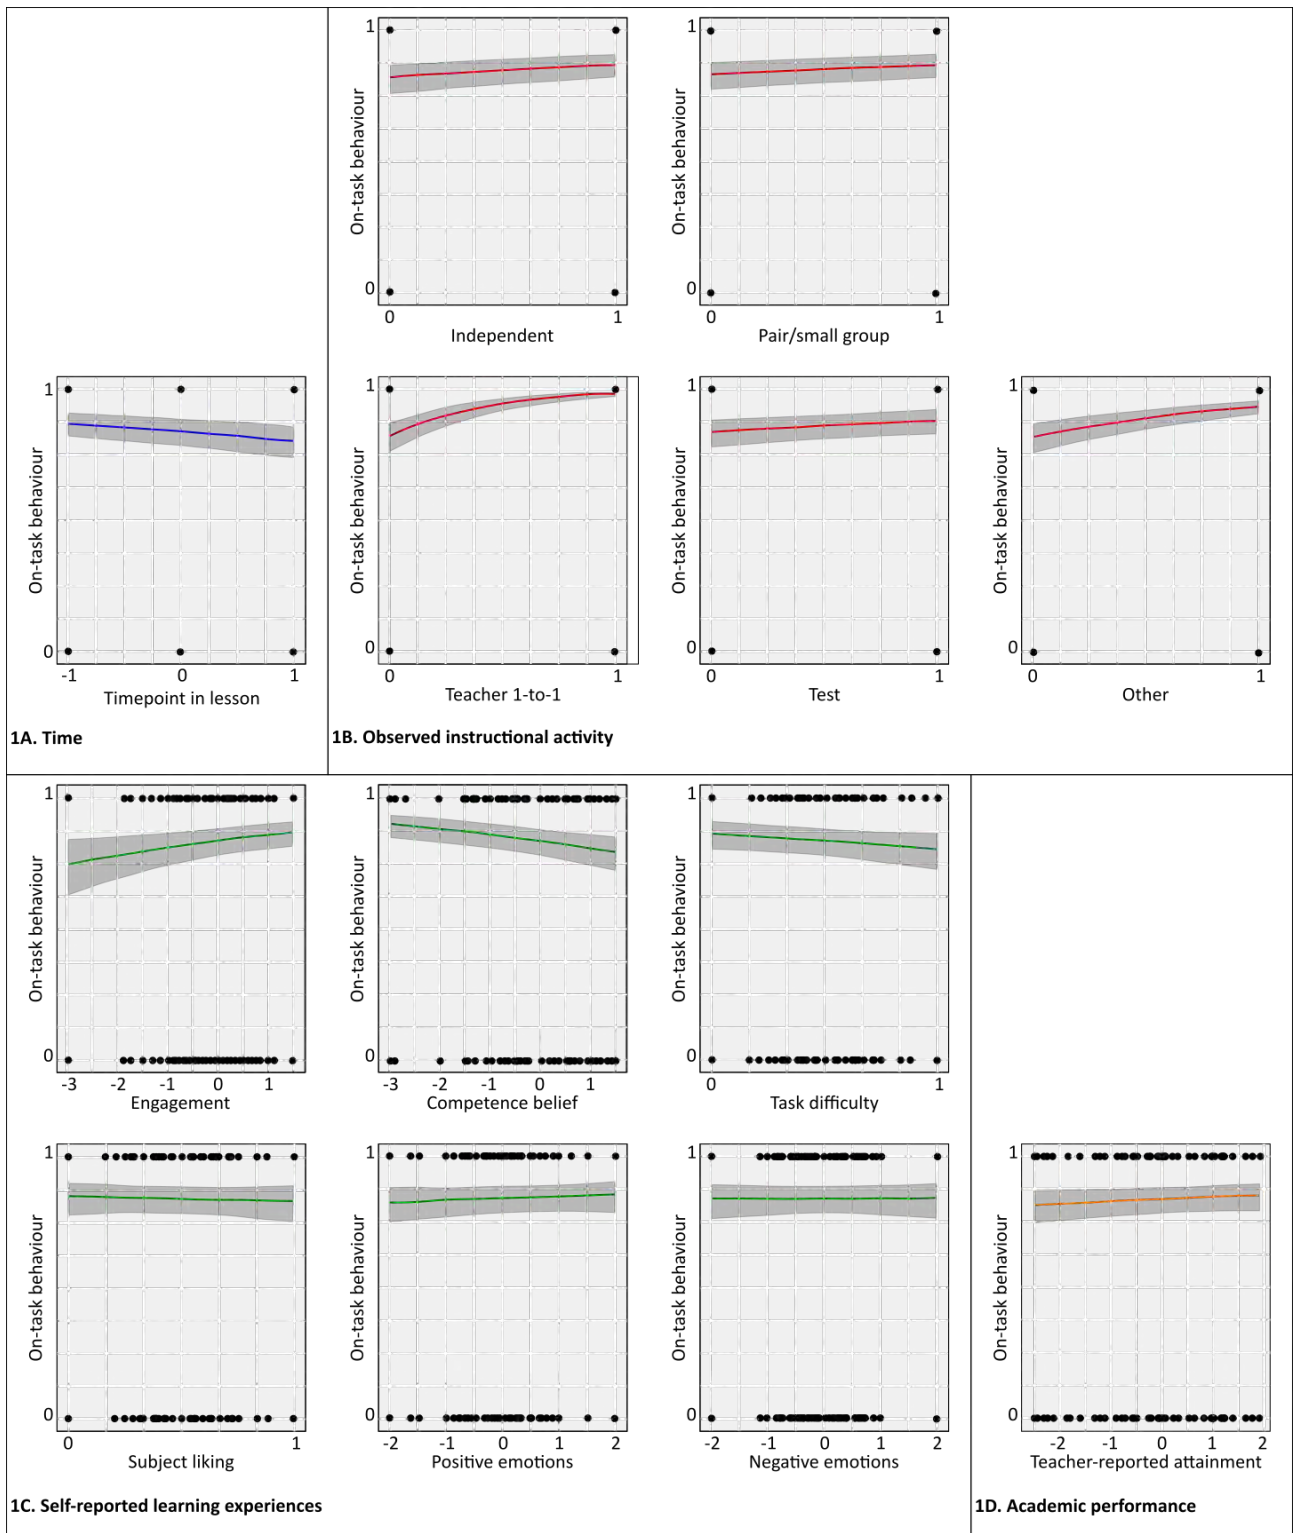 1
On-task behaviour
0
0 1
Independent
1
On-task behaviour
0
0 1
Pair/small group
1
On-task behaviour
0
-1 0 1
Timepoint in lesson
1
On-task behaviour
0
0 1
Teacher 1-to-1
1
On-task behaviour
0
0 1
Test
1
On-task behaviour
0
0 1
Other
1A. Time
1B. Observed instructional activity
1
On-task behaviour
0
-3 -2 -1 0 1
Engagement
1
On-task behaviour
0
-3 -2 -1 0 1
Competence belief
1
On-task behaviour
0
0 1
Task difficulty
1
On-task behaviour
0
0 1
Subject liking
1
On-task behaviour
0
-2 -1 0 1 2
Positive emotions
1
On-task behaviour
0
-2 -1 0 1 2
Negative emotions
1
On-task behaviour
0
-2 -1 0 1 2
Teacher-reported attainment
1C. Self-reported learning experiences
1D. Academic performance